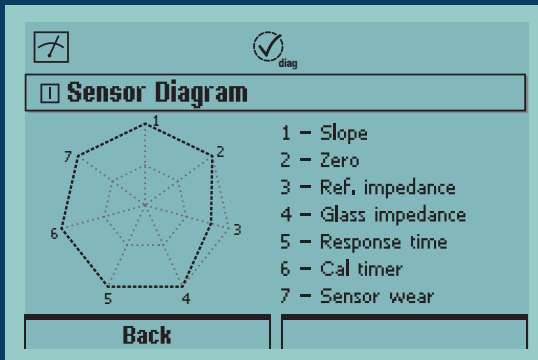 diag
I Sensor Diagram
1
2
3
4
5
6
7
1 - Slope
2 - Zero
3 - Ref. impedance
4 - Glass impedance
5 - Response time
6 - Cal timer
7 - Sensor wear
Back